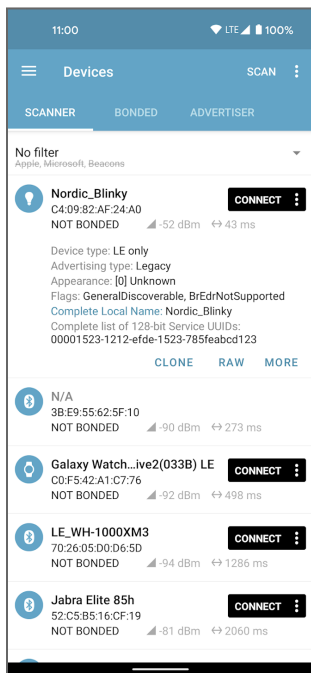 11:00 LTE 100%
Devices SCAN
SCANNER BONDED ADVERTISER
No filter
Apple, Microsoft, Beacons
Nordic_Blinky CONNECT
C4:09:82:AF:24:A0
NOT BONDED -52 dBm 43 ms
Device type: LE only
Advertising type: Legacy
Appearance: [0] Unknown
Flags: GeneralDiscoverable, BrEdrNotSupported
Complete Local Name: Nordic_Blinky
Complete list of 128-bit Service UUIDs:
00001523-1212-efde-1523-785feabcd123
CLONE RAW MORE
N/A
3B:E9:55:62:5F:10
NOT BONDED -90 dBm 273 ms
Galaxy Watch...ive2(033B) LE CONNECT
C0:F5:42:A1:C7:76
NOT BONDED -92 dBm 498 ms
LE_WH-1000XM3 CONNECT
70:26:05:D0:D6:5D
NOT BONDED -94 dBm 1286 ms
Jabra Elite 85h CONNECT
52:C5:B5:16:CF:19
NOT BONDED -81 dBm 2060 ms